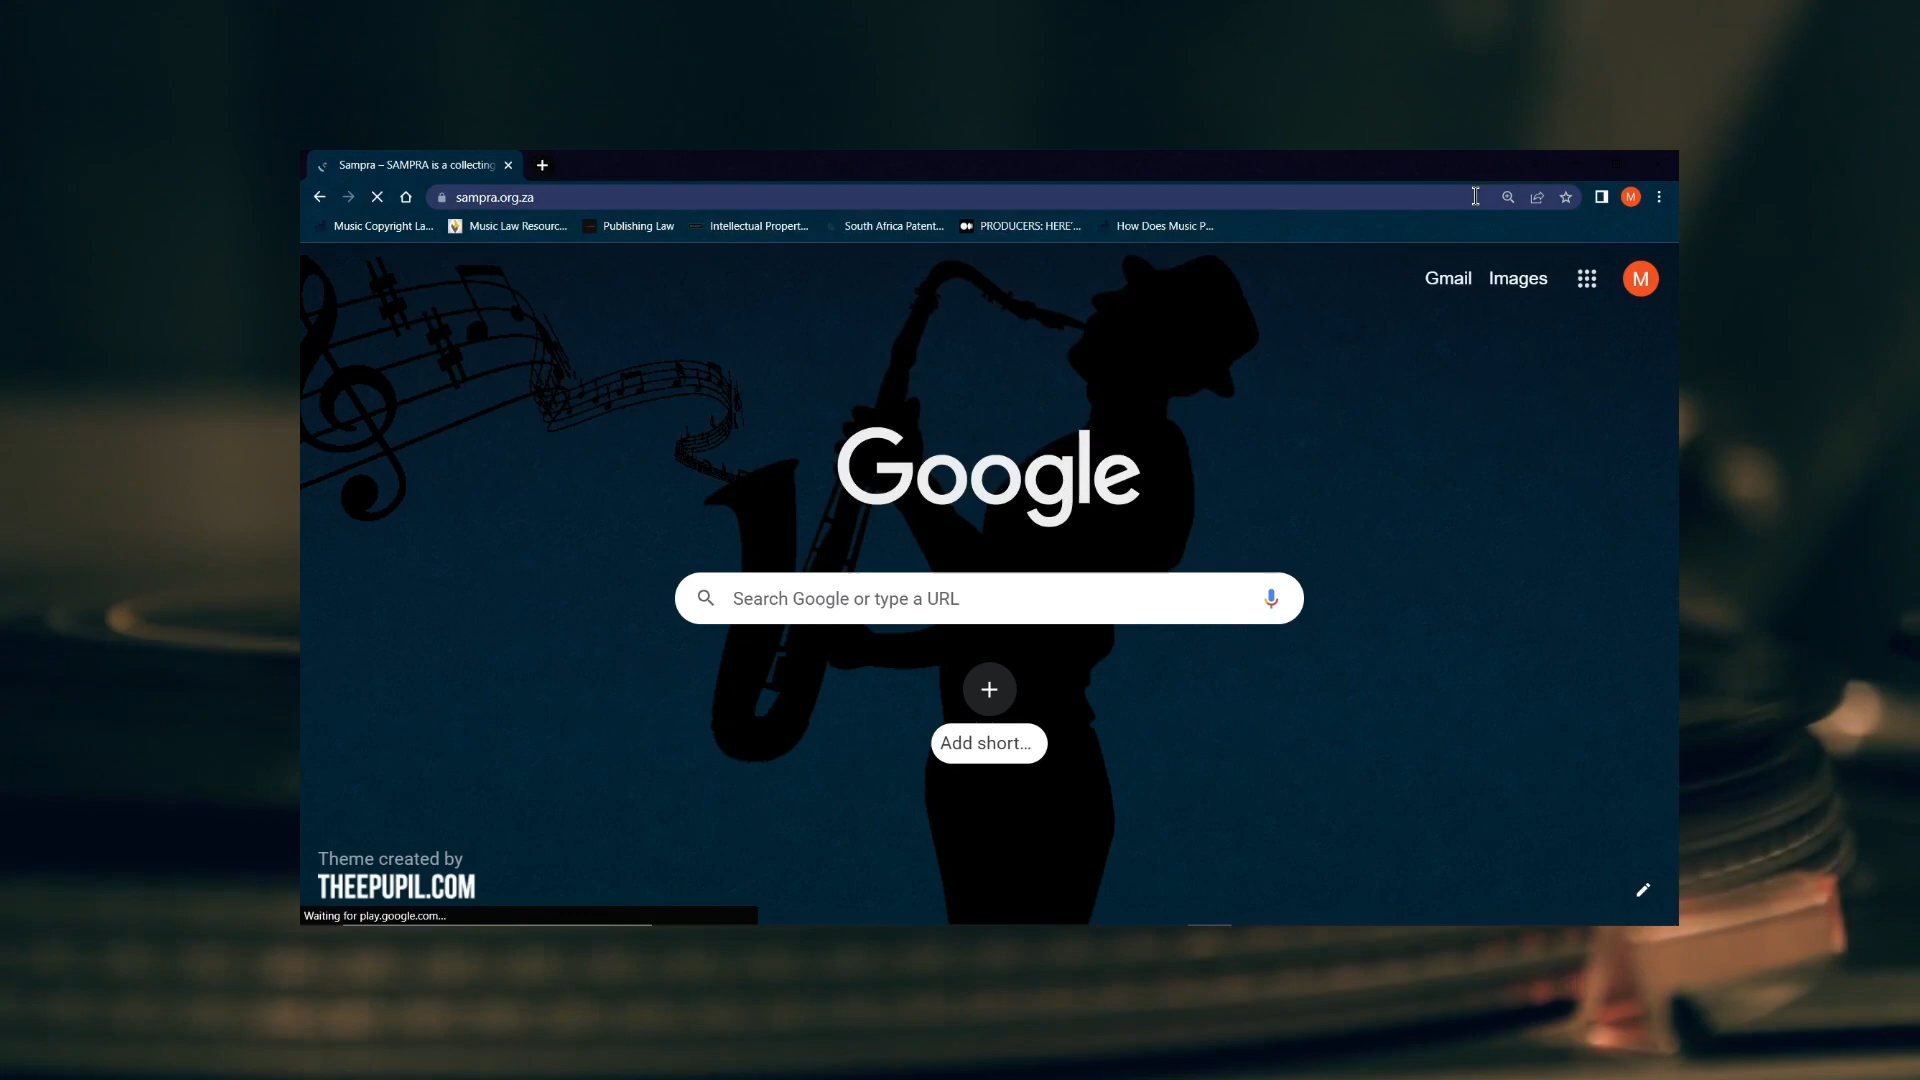 Sampra – SAMPRA is a collecting
sampra.org.za
M
Music Copyright La...
Music Law Resourc...
Publishing Law
Intellectual Propert...
South Africa Patent...
PRODUCERS: HERE'...
How Does Music P...
Gmail
Images
M
Google
Search Google or type a URL
Add short...
Theme created by
THEEPUPIL.COM
Waiting for play.google.com...